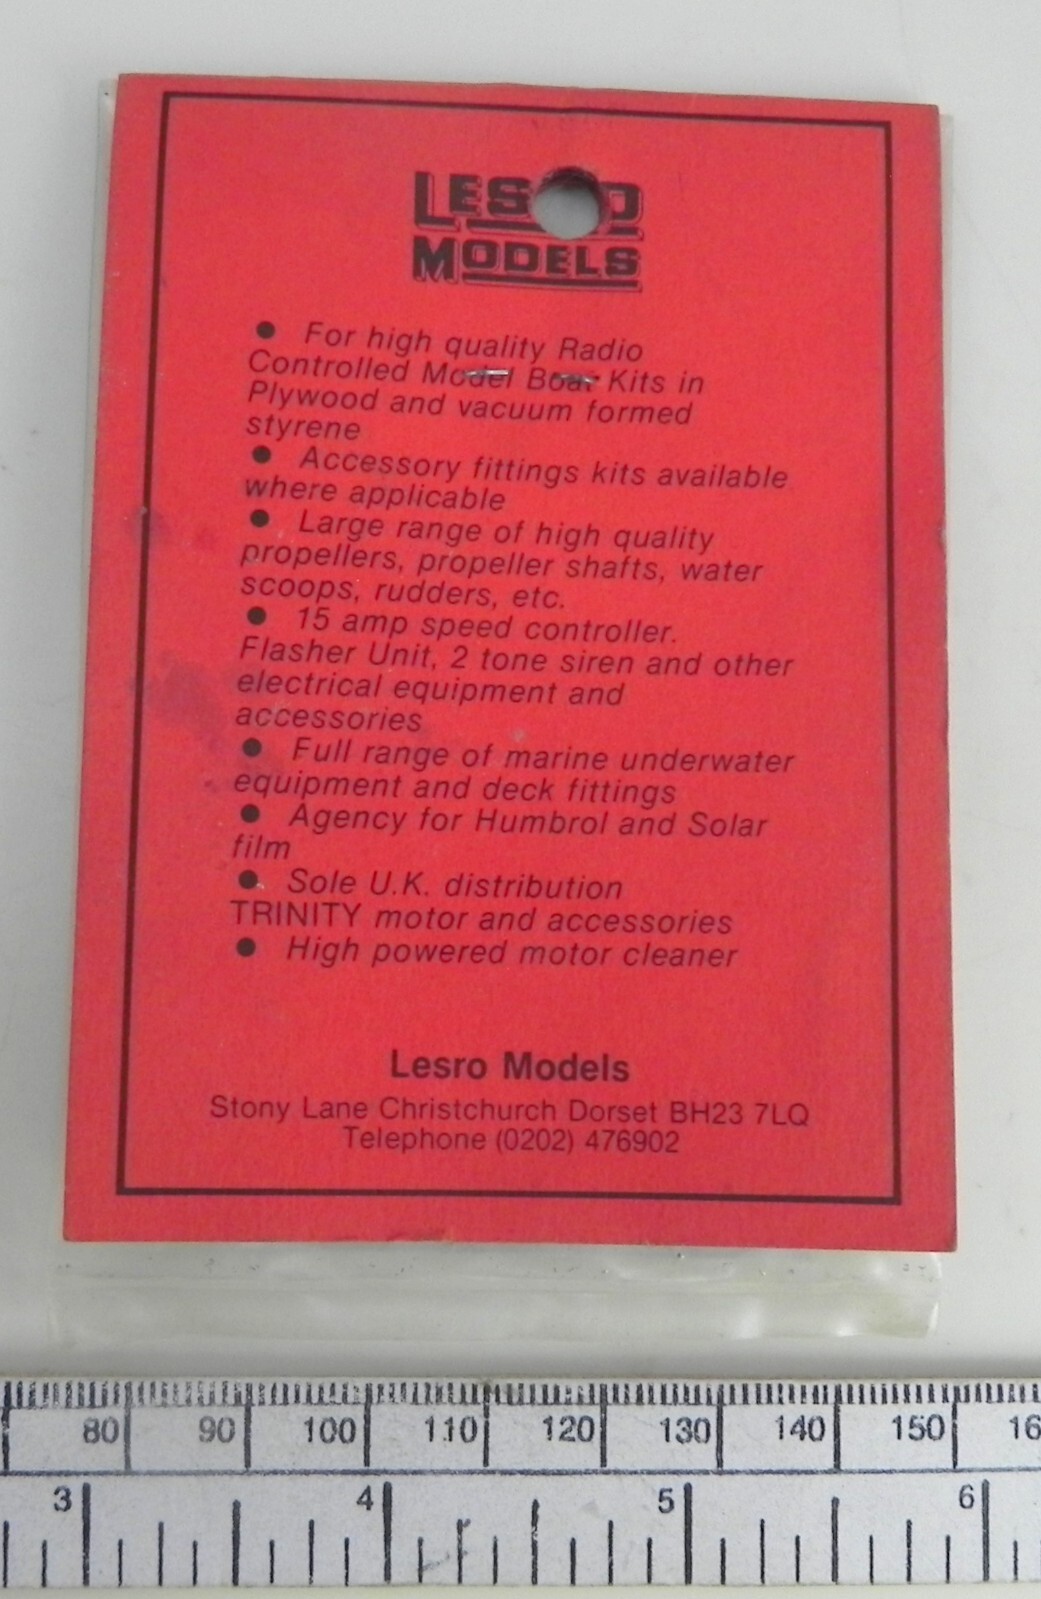 LESRO
MODELS
● For high quality Radio
Controlled Model Boat Kits in
Plywood and vacuum formed
styrene
● Accessory fittings kits available
where applicable
● Large range of high quality
propellers, propeller shafts, water
scoops, rudders, etc.
● 15 amp speed controller.
Flasher Unit, 2 tone siren and other
electrical equipment and
accessories
● Full range of marine underwater
equipment and deck fittings
● Agency for Humbrol and Solar
film
● Sole U.K. distribution
TRINITY motor and accessories
● High powered motor cleaner
Lesro Models
Stony Lane Christchurch Dorset BH23 7LQ
Telephone (0202) 476902
80 90 100 110 120 130 140 150 16
3 4 5 6